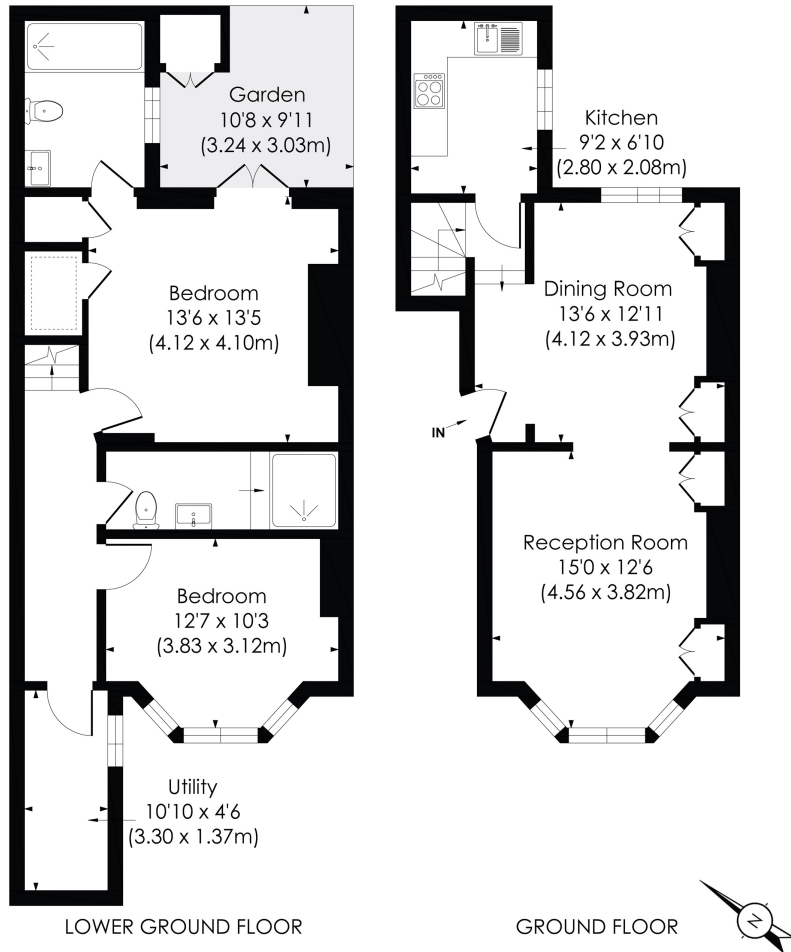 Garden
10'8 x 9'11
(3.24 x 3.03m)
Kitchen
9'2 x 6'10
(2.80 x 2.08m)
Bedroom
13'6 x 13'5
(4.12 x 4.10m)
Dining Room
13'6 x 12'11
(4.12 x 3.93m)
IN
Reception Room
15'0 x 12'6
(4.56 x 3.82m)
Bedroom
12'7 x 10'3
(3.83 x 3.12m)
Utility
10'10 x 4'6
(3.30 x 1.37m)
N
LOWER GROUND FLOOR
GROUND FLOOR